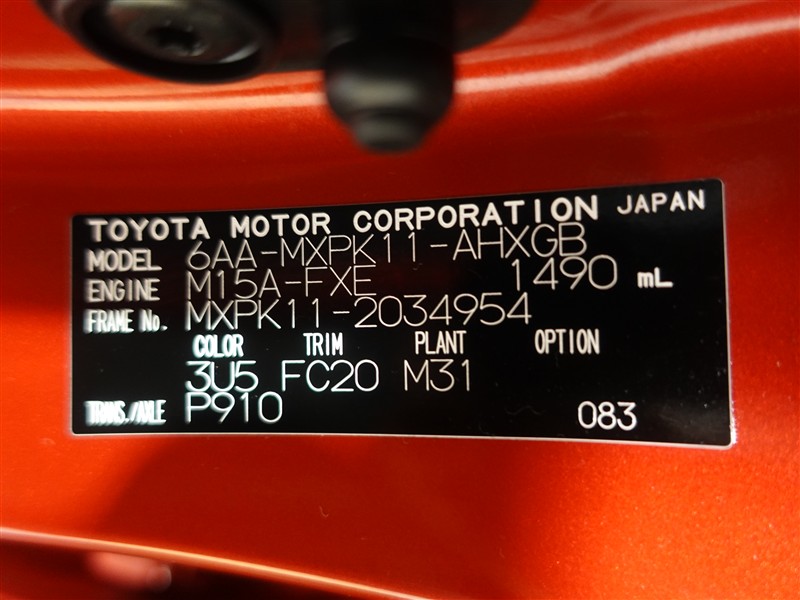 TOYOTA MOTOR CORPORATION JAPAN
MODEL 6AA-MXPK11-AHXGB
ENGINE M15A-FXE 1490 mL
FRAME No. MXPK11-2034954
COLOR TRIM PLANT OPTION
3U5 FC20 M31
TRANS./AXLE P910 083